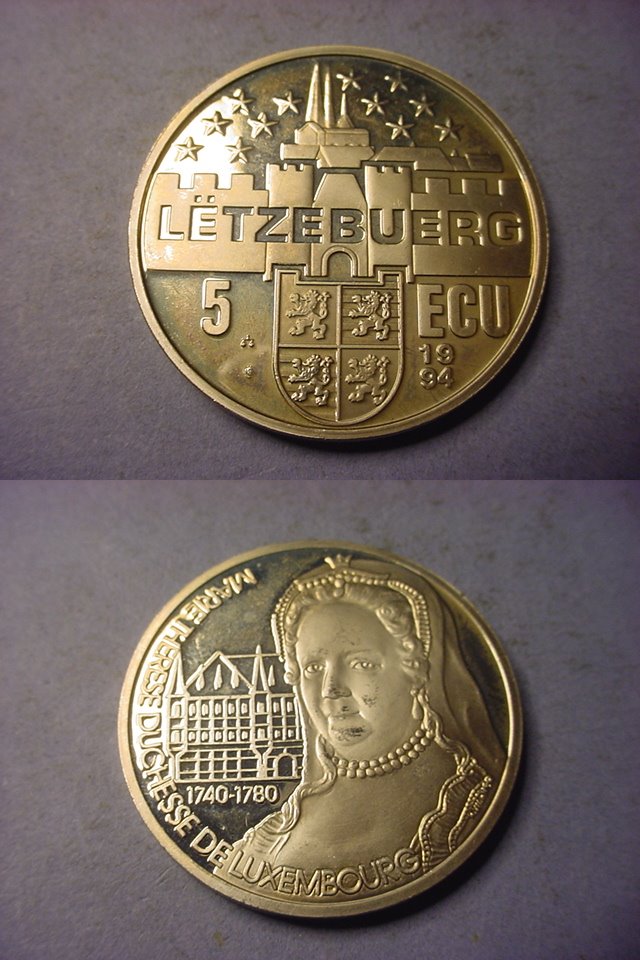 LËTZEBUERG
5 ECU
19
94
MARIE THERESE DUCHESSE DE LUXEMBOURG
1740-1780